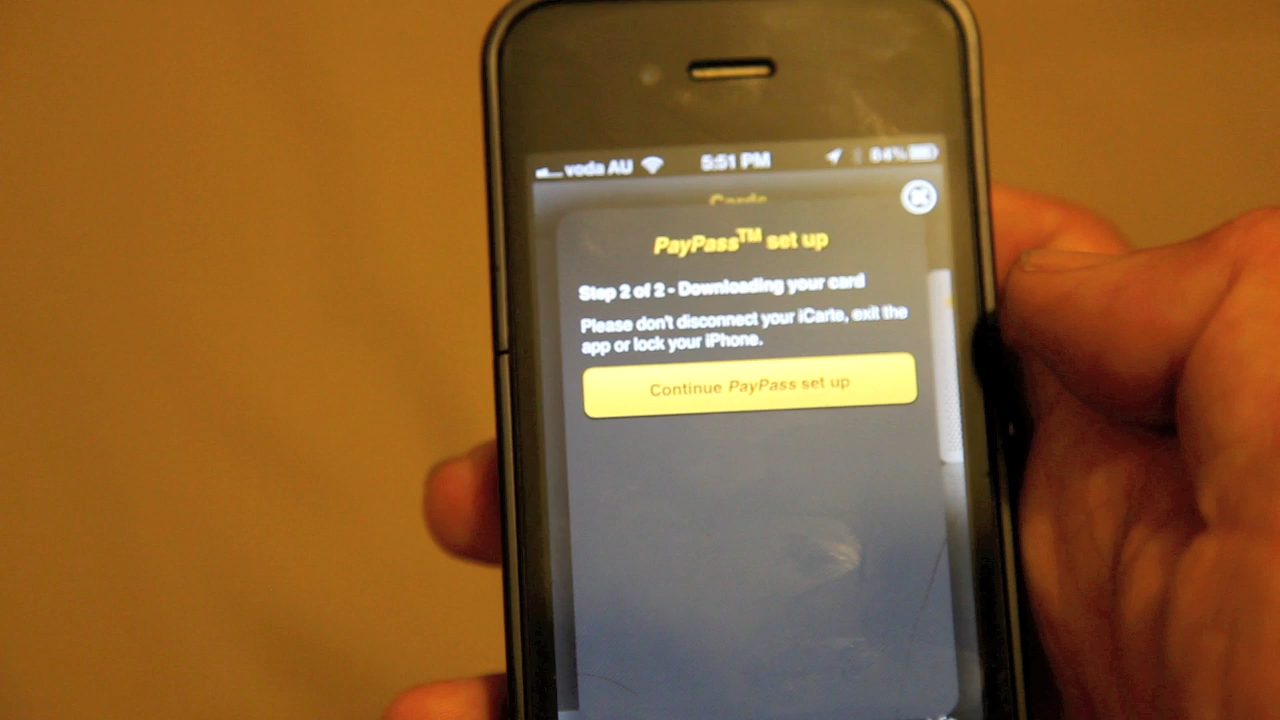 voda AU 5:51 PM 84%
Cards
PayPass™ set up
Step 2 of 2 - Downloading your card
Please don't disconnect your iCarte, exit the
app or lock your iPhone.
Continue PayPass set up